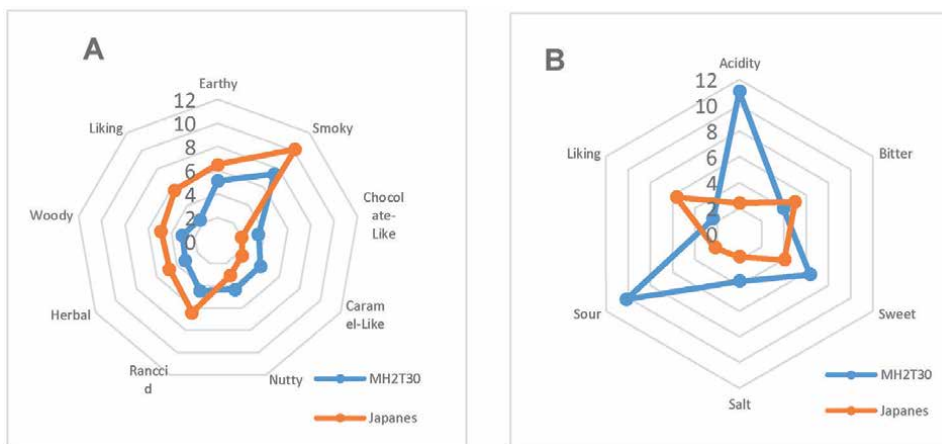 A
Earthy
12
10
8
6
4
2
0
Smoky
Chocol
ate-
Like
Caram
el-Like
Nutty
Rancci
d
Herbal
Woody
Liking
MH2T30
Japanes
B
Acidity
12
10
8
6
4
2
0
Bitter
Sweet
Salt
Sour
Liking
MH2T30
Japanes